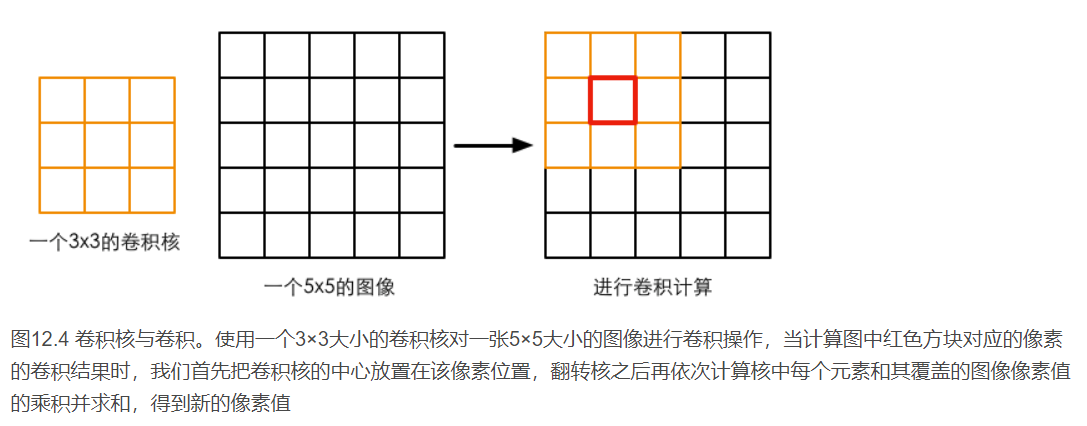 一个3x3的卷积核
一个5x5的图像
进行卷积计算
图12.4 卷积核与卷积。使用一个3×3大小的卷积核对一张5×5大小的图像进行卷积操作，当计算图中红色方块对应的像素
的卷积结果时，我们首先把卷积核的中心放置在该像素位置，翻转核之后再依次计算核中每个元素和其覆盖的图像像素值
的乘积并求和，得到新的像素值